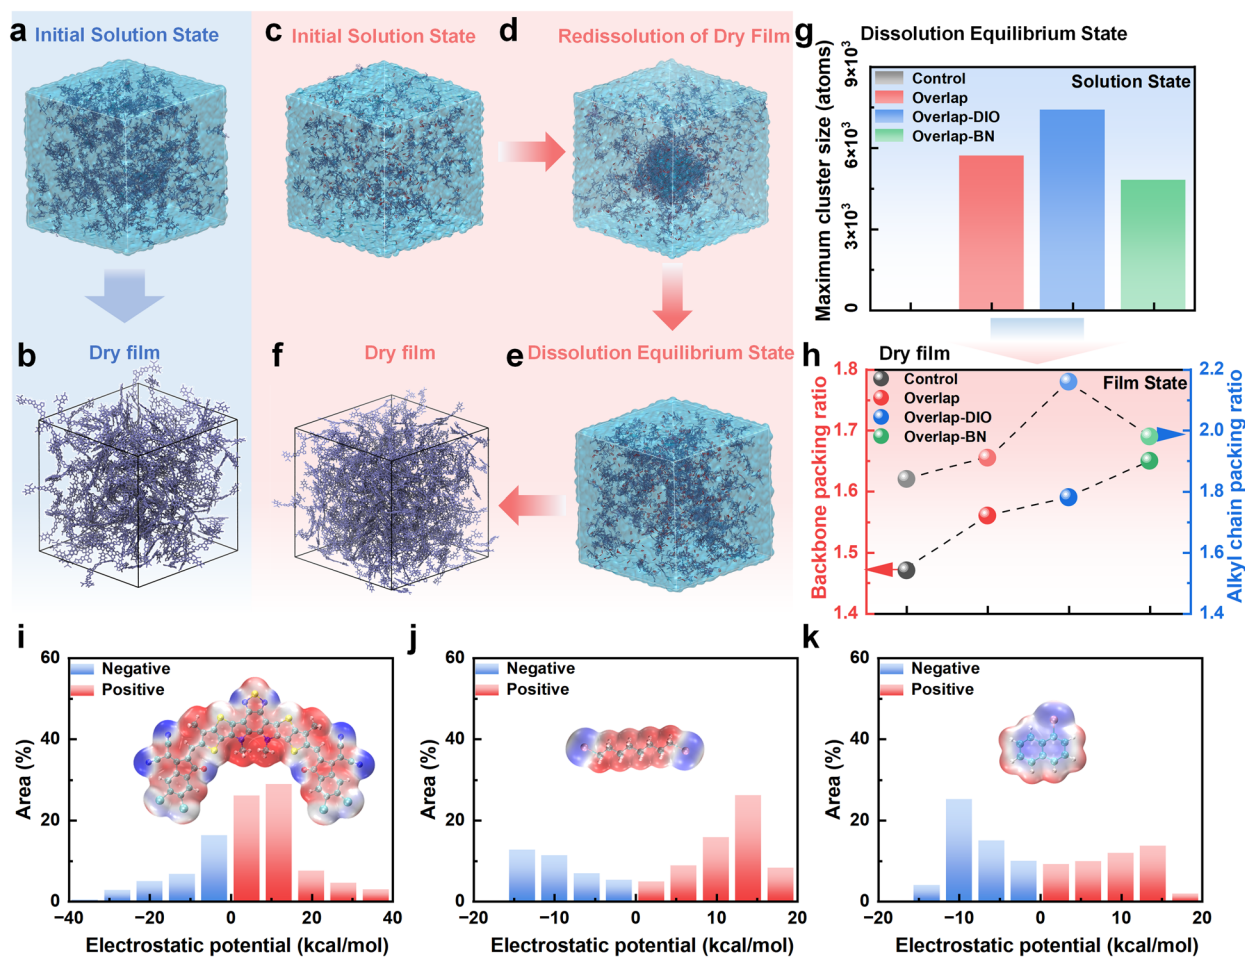 a
Initial Solution State
c
Initial Solution State
d
Redissolution of Dry Film
b
Dry film
f
Dry film
e
Dissolution Equilibrium State
g
Dissolution Equilibrium State
Maximum cluster size (atoms)
9×10³
6×10³
3×10³
0
Control
Overlap
Overlap-DIO
Overlap-BN
Solution State
h
Dry film
Backbone packing ratio
1.8
1.7
1.6
1.5
1.4
Control
Overlap
Overlap-DIO
Overlap-BN
Film State
2.2
2.0
1.8
1.6
1.4
Alkyl chain packing ratio
i
Area (%)
60
40
20
0
Negative
Positive
−40 −20 0 20 40
Electrostatic potential (kcal/mol)
j
Area (%)
60
40
20
0
Negative
Positive
−20 −10 0 10 20
Electrostatic potential (kcal/mol)
k
Area (%)
60
40
20
0
Negative
Positive
−20 −10 0 10 20
Electrostatic potential (kcal/mol)